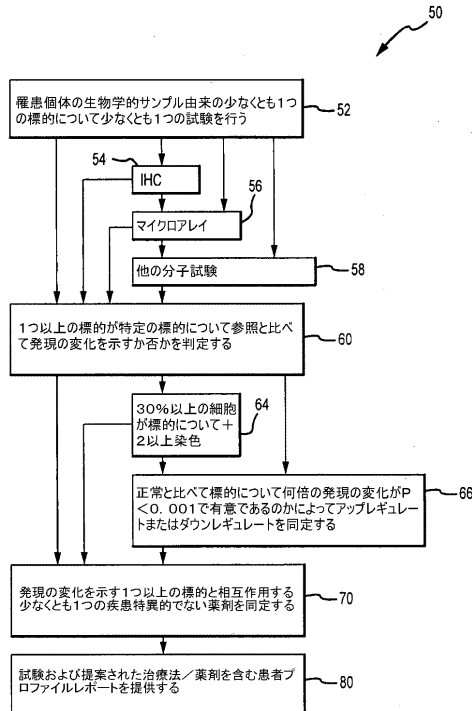 50
罹患個体の生物学的サンプル由来の少なくとも1つ
の標的について少なくとも1つの試験を行う
52
54
IHC
56
マイクロアレイ
他の分子試験
58
1つ以上の標的が特定の標的について参照と比べ
て発現の変化を示すか否かを判定する
60
30%以上の細胞
が標的について+
2以上染色
64
正常と比べて標的について何倍の発現の変化がP
<0.001で有意であるのかによってアップレギュレー
トまたはダウンレギュレートを同定する
66
発現の変化を示す1つ以上の標的と相互作用する
少なくとも1つの疾患特異的でない薬剤を同定する
70
試験および提案された治療法/薬剤を含む患者プ
ロファイルレポートを提供する
80